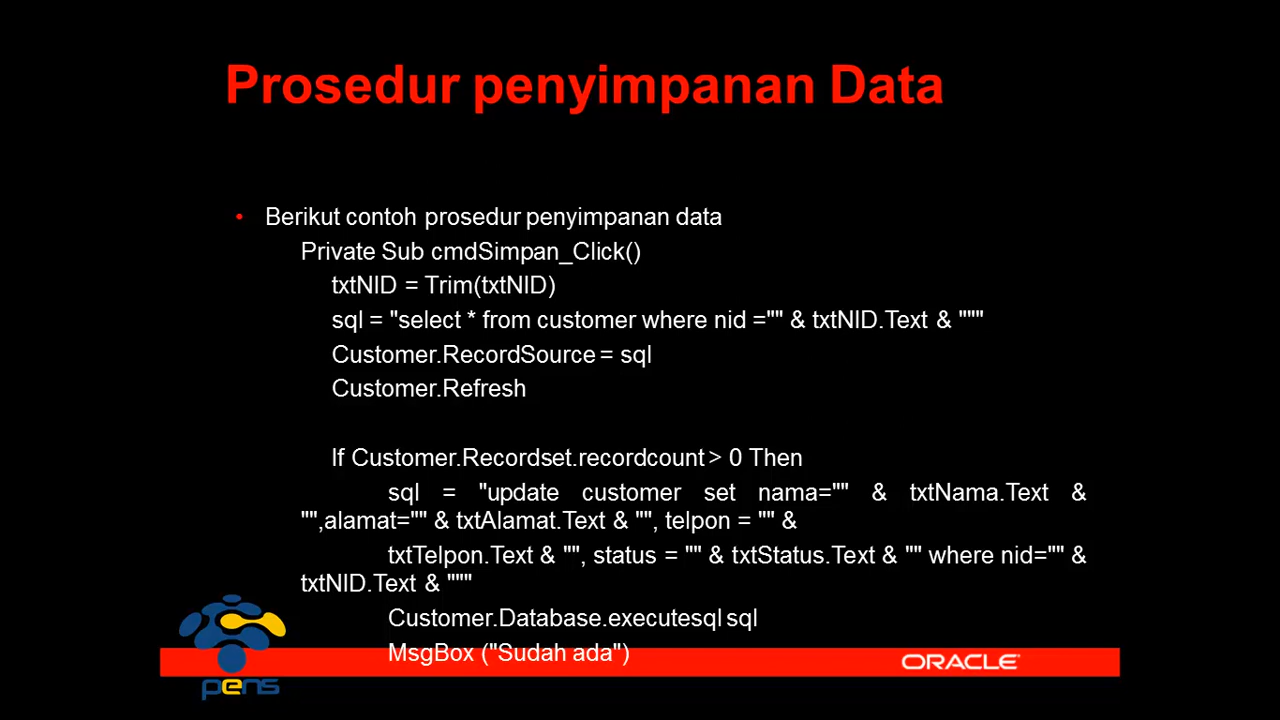 Prosedur penyimpanan Data
• Berikut contoh prosedur penyimpanan data
Private Sub cmdSimpan_Click()
txtNID = Trim(txtNID)
sql = "select * from customer where nid ="" & txtNID.Text & """
Customer.RecordSource = sql
Customer.Refresh
If Customer.Recordset.recordcount > 0 Then
sql = "update customer set nama="" & txtNama.Text &
"",alamat="" & txtAlamat.Text & "", telpon = "" &
txtTelpon.Text & "", status = "" & txtStatus.Text & "" where nid="" &
txtNID.Text & """
Customer.Database.executesql sql
MsgBox ("Sudah ada")
ORACLE
pens